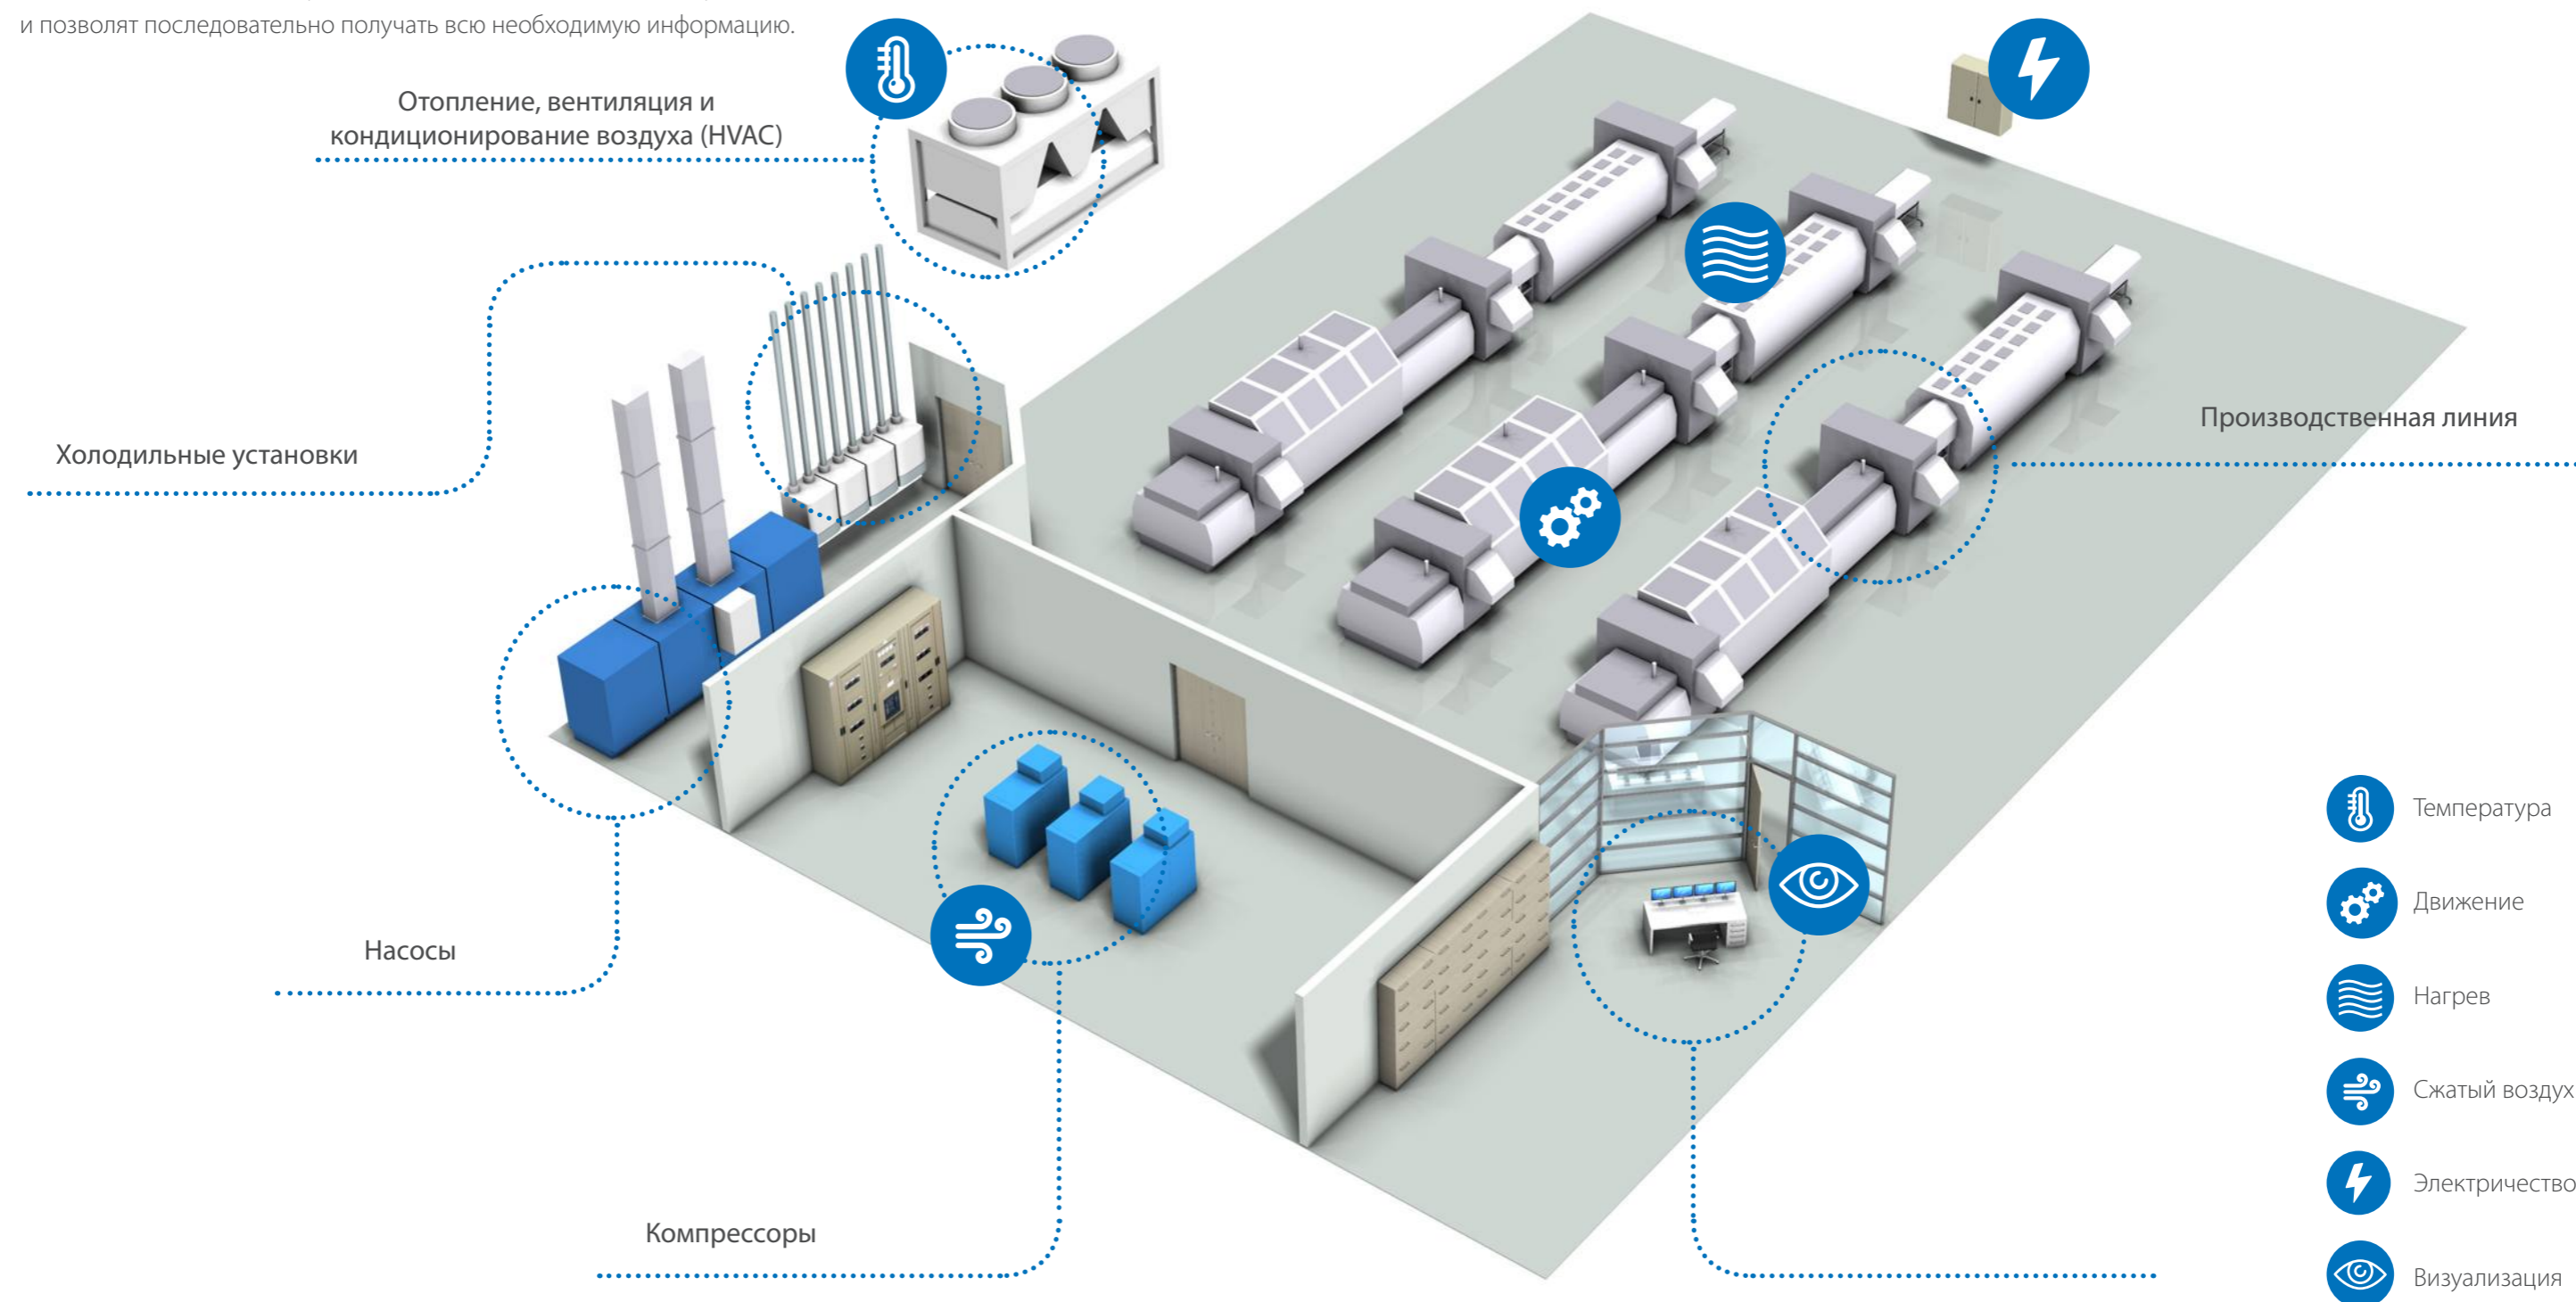 и позволят последовательно получать всю необходимую информацию.
Отопление, вентиляция и
кондиционирование воздуха (HVAC)
Холодильные установки
Производственная линия
Насосы
Компрессоры
Температура
Движение
Нагрев
Сжатый воздух
Электричество
Визуализация